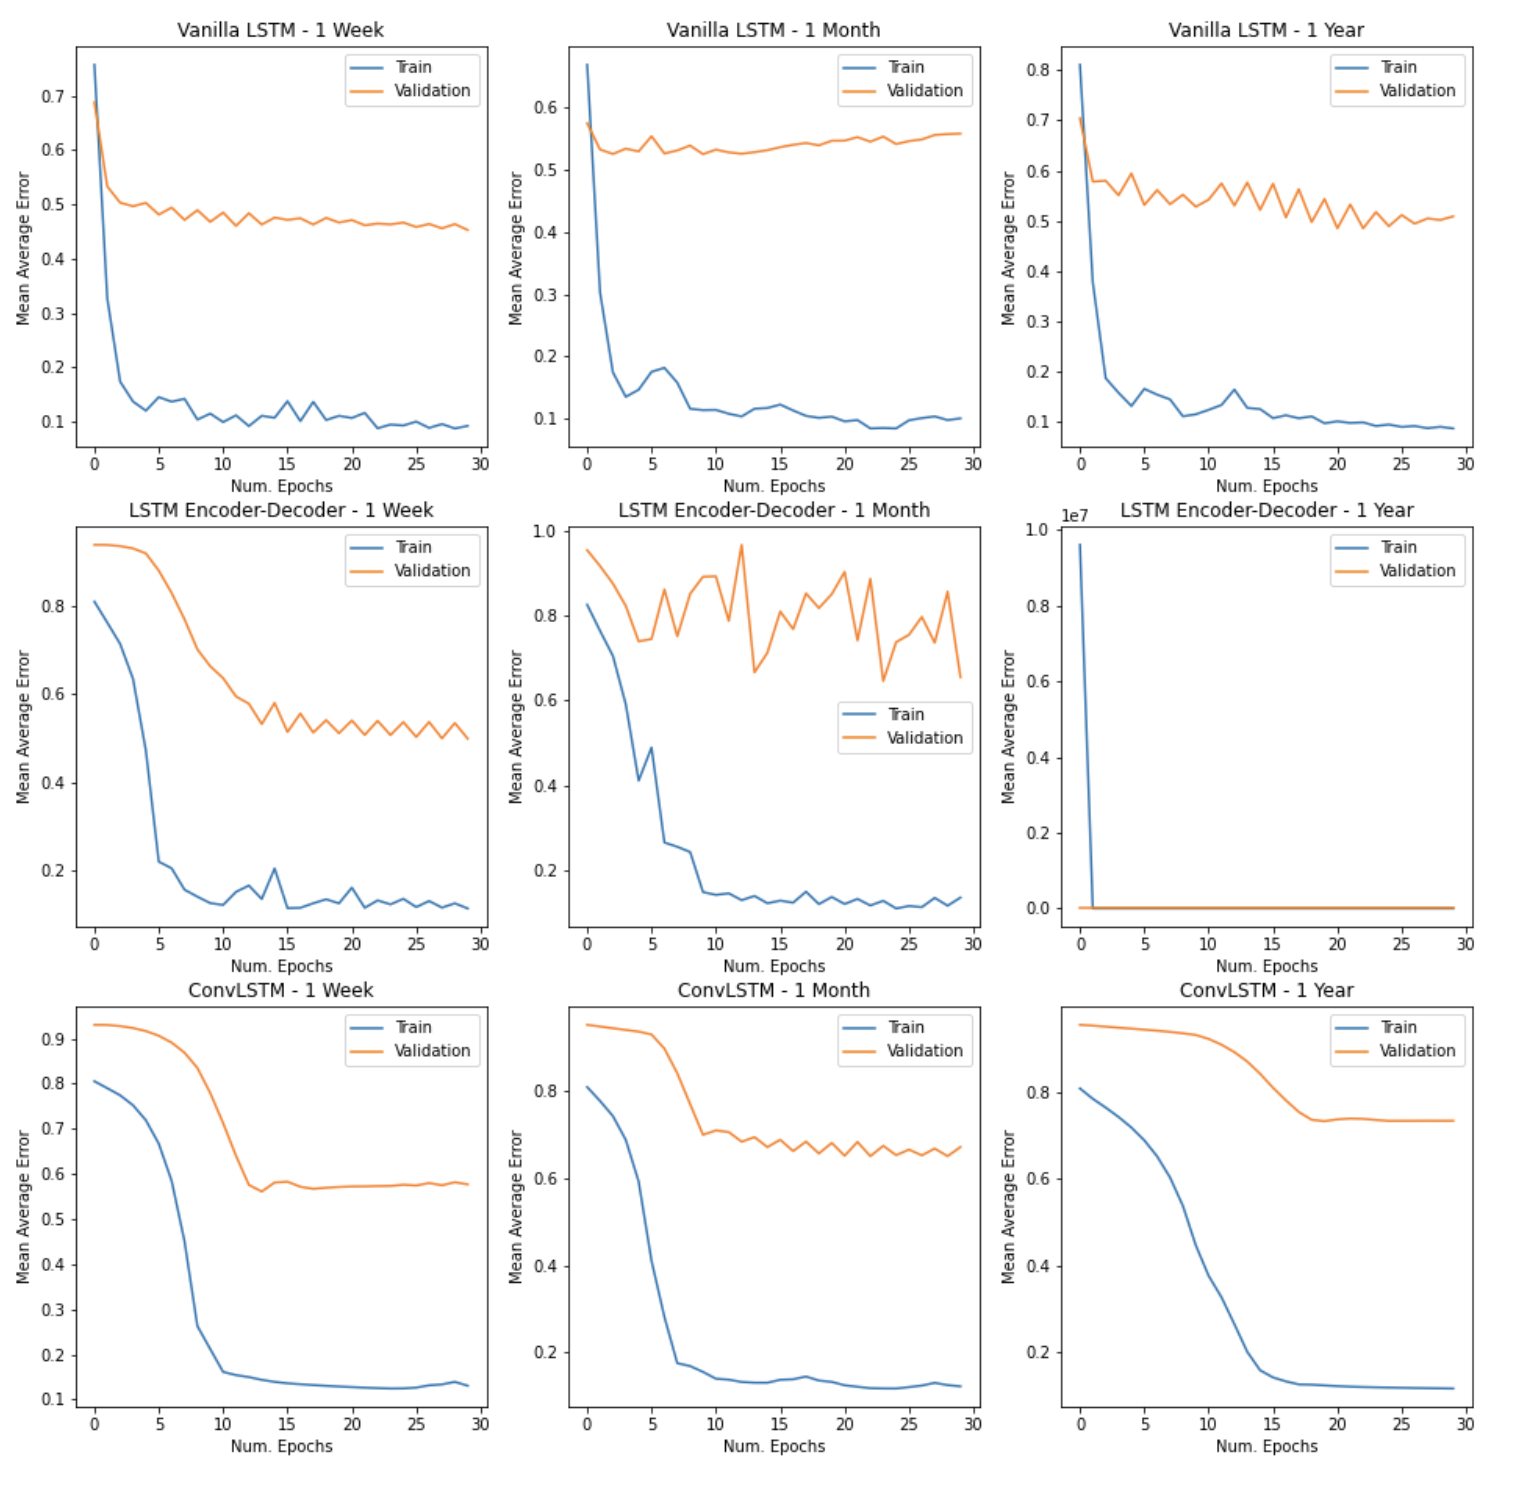 Vanilla LSTM - 1 Week
Mean Average Error
0.7
0.6
0.5
0.4
0.3
0.2
0.1
Train
Validation
0 5 10 15 20 25 30
Num. Epochs
Vanilla LSTM - 1 Month
Mean Average Error
0.6
0.5
0.4
0.3
0.2
0.1
Train
Validation
0 5 10 15 20 25 30
Num. Epochs
Vanilla LSTM - 1 Year
Mean Average Error
0.8
0.7
0.6
0.5
0.4
0.3
0.2
0.1
Train
Validation
0 5 10 15 20 25 30
Num. Epochs
LSTM Encoder-Decoder - 1 Week
Mean Average Error
0.8
0.6
0.4
0.2
Train
Validation
0 5 10 15 20 25 30
Num. Epochs
LSTM Encoder-Decoder - 1 Month
Mean Average Error
1.0
0.8
0.6
0.4
0.2
Train
Validation
0 5 10 15 20 25 30
Num. Epochs
LSTM Encoder-Decoder - 1 Year
1e7
Mean Average Error
1.0
0.8
0.6
0.4
0.2
0.0
Train
Validation
0 5 10 15 20 25 30
Num. Epochs
ConvLSTM - 1 Week
Mean Average Error
0.9
0.8
0.7
0.6
0.5
0.4
0.3
0.2
0.1
Train
Validation
0 5 10 15 20 25 30
Num. Epochs
ConvLSTM - 1 Month
Mean Average Error
0.8
0.6
0.4
0.2
Train
Validation
0 5 10 15 20 25 30
Num. Epochs
ConvLSTM - 1 Year
Mean Average Error
0.8
0.6
0.4
0.2
Train
Validation
0 5 10 15 20 25 30
Num. Epochs